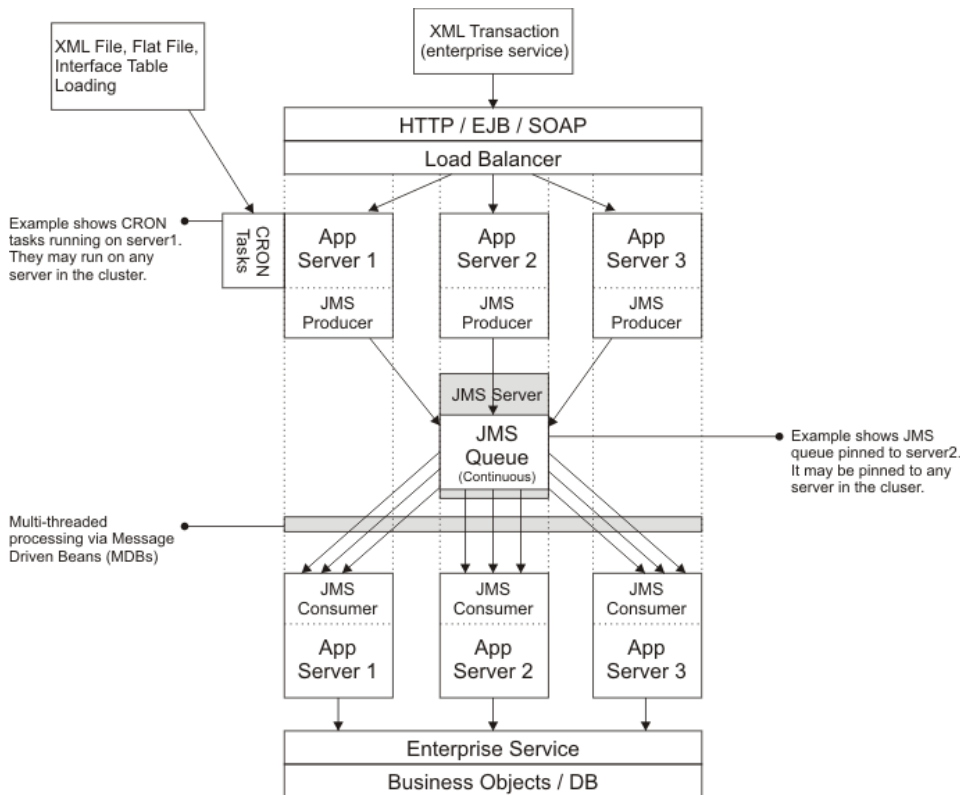 XML Transaction
(enterprise service)
XML File, Flat File,
Interface Table
Loading
HTTP / EJB / SOAP
Load Balancer
Example shows CRON
tasks running on server1.
They may run on any
server in the cluster.
CRON
Tasks
App
Server 1
App
Server 2
App
Server 3
JMS
Producer
JMS
Producer
JMS
Producer
JMS Server
JMS
Queue
(Continuous)
Example shows JMS
queue pinned to server2.
It may be pinned to any
server in the cluser.
Multi-threaded
processing via Message
Driven Beans (MDBs)
JMS
Consumer
JMS
Consumer
JMS
Consumer
App
Server 1
App
Server 2
App
Server 3
Enterprise Service
Business Objects / DB